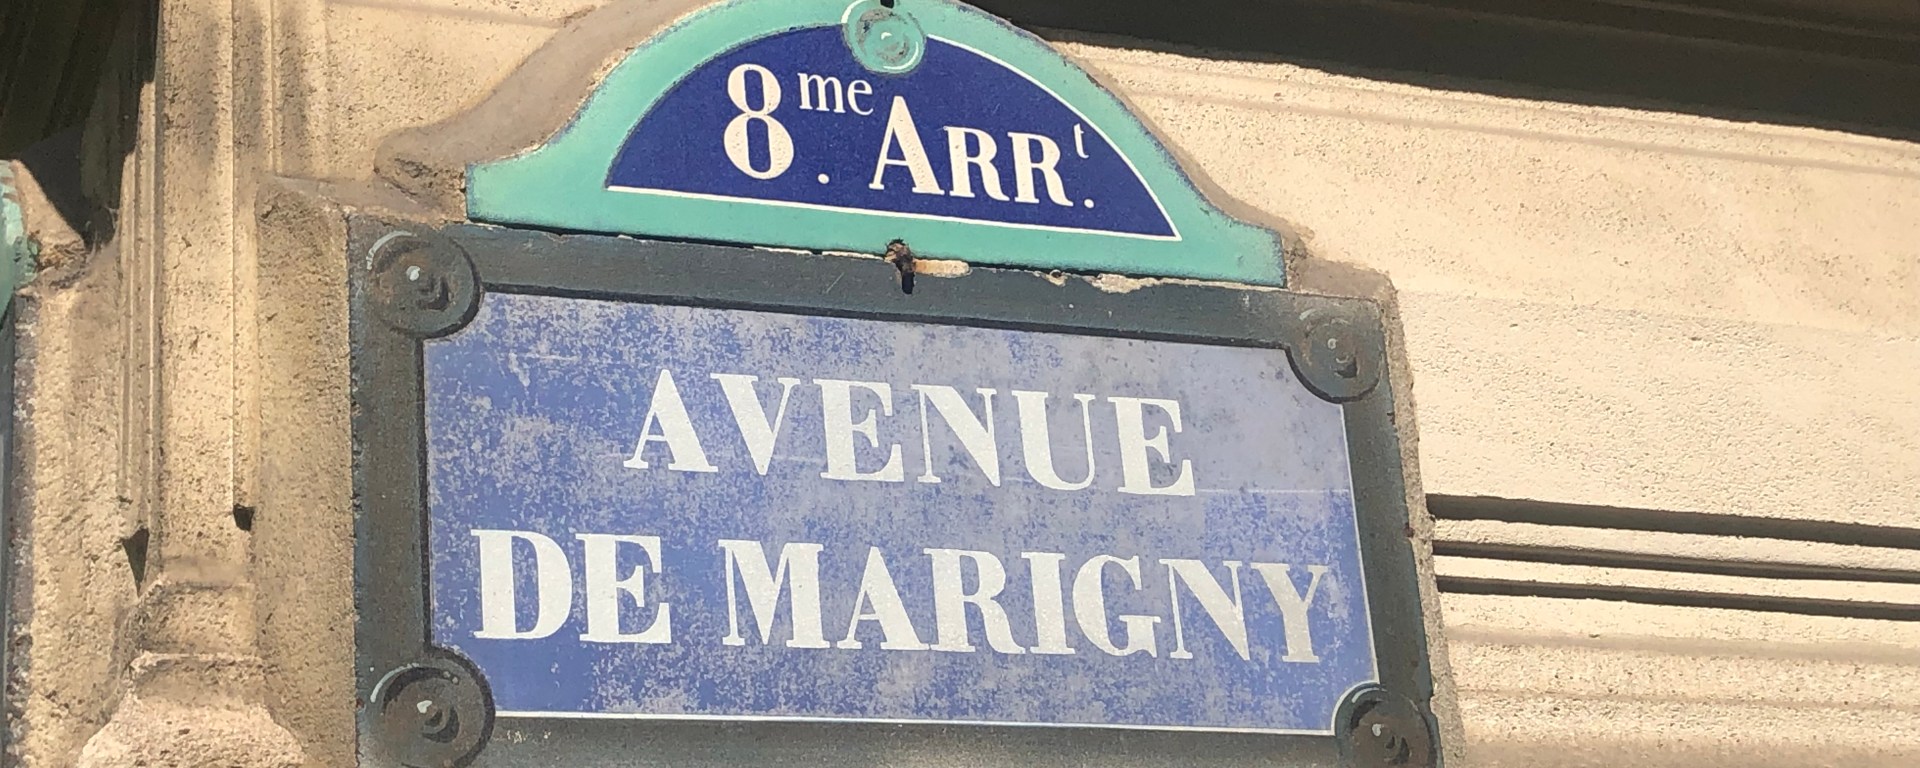 8me. ARRt.
AVENUE
DE MARIGNY